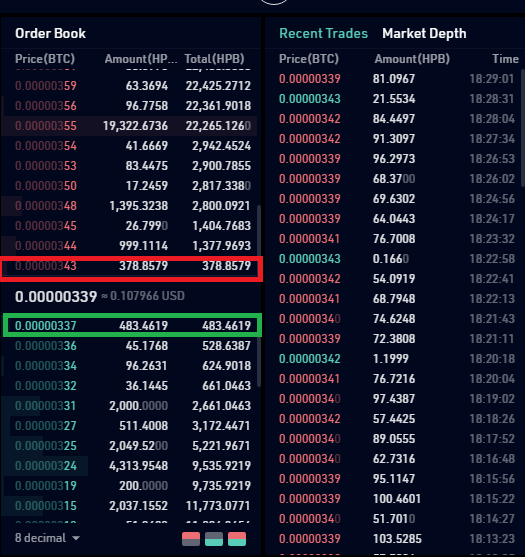 Order Book
Price(BTC) Amount(HP... Total(HPB)
0.00000359 63.3694 22,425.2712
0.00000356 96.7758 22,361.9018
0.00000355 19,322.6736 22,265.1260
0.00000354 41.6669 2,942.4524
0.00000353 83.4475 2,900.7855
0.00000350 17.2459 2,817.3380
0.00000348 1,395.3238 2,800.0921
0.00000345 26.7990 1,404.7683
0.00000344 999.1114 1,377.9693
0.00000343 378.8579 378.8579
0.00000339 ≈ 0.107966 USD
0.00000337 483.4619 483.4619
0.00000336 45.1768 528.6387
0.00000334 96.2631 624.9018
0.00000332 36.1445 661.0463
0.00000331 2,000.0000 2,661.0463
0.00000327 511.4008 3,172.4471
0.00000325 2,049.5200 5,221.9671
0.00000324 4,313.9548 9,535.9219
0.00000319 200.0000 9,735.9219
0.00000315 2,037.1552 11,773.0771
8 decimal
Recent Trades Market Depth
Price(BTC) Amount(HPB) Time
0.00000339 81.0967 18:29:01
0.00000343 21.5534 18:28:31
0.00000342 84.4497 18:28:04
0.00000342 91.3097 18:27:34
0.00000339 96.2973 18:26:53
0.00000339 68.3700 18:26:02
0.00000339 69.6302 18:24:56
0.00000339 64.0443 18:24:17
0.00000341 76.7008 18:23:32
0.00000343 0.1660 18:22:58
0.00000342 54.0919 18:22:41
0.00000341 68.7948 18:22:13
0.00000340 74.6248 18:21:43
0.00000339 72.3808 18:21:11
0.00000342 1.1999 18:20:18
0.00000341 76.7216 18:20:04
0.00000340 97.4387 18:19:02
0.00000342 57.4425 18:18:26
0.00000340 89.0555 18:17:52
0.00000340 62.7316 18:16:48
0.00000339 95.1147 18:15:56
0.00000339 100.4601 18:15:22
0.00000340 51.7010 18:14:27
0.00000339 103.5285 18:13:23